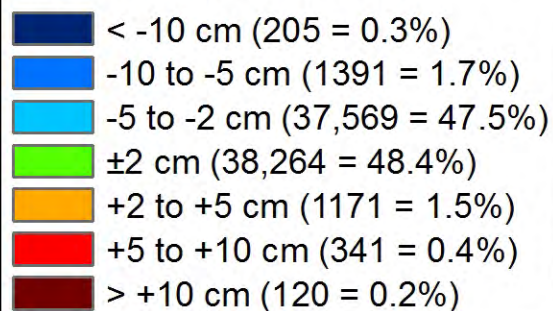 < -10 cm (205 = 0.3%)
-10 to -5 cm (1391 = 1.7%)
-5 to -2 cm (37,569 = 47.5%)
±2 cm (38,264 = 48.4%)
+2 to +5 cm (1171 = 1.5%)
+5 to +10 cm (341 = 0.4%)
> +10 cm (120 = 0.2%)